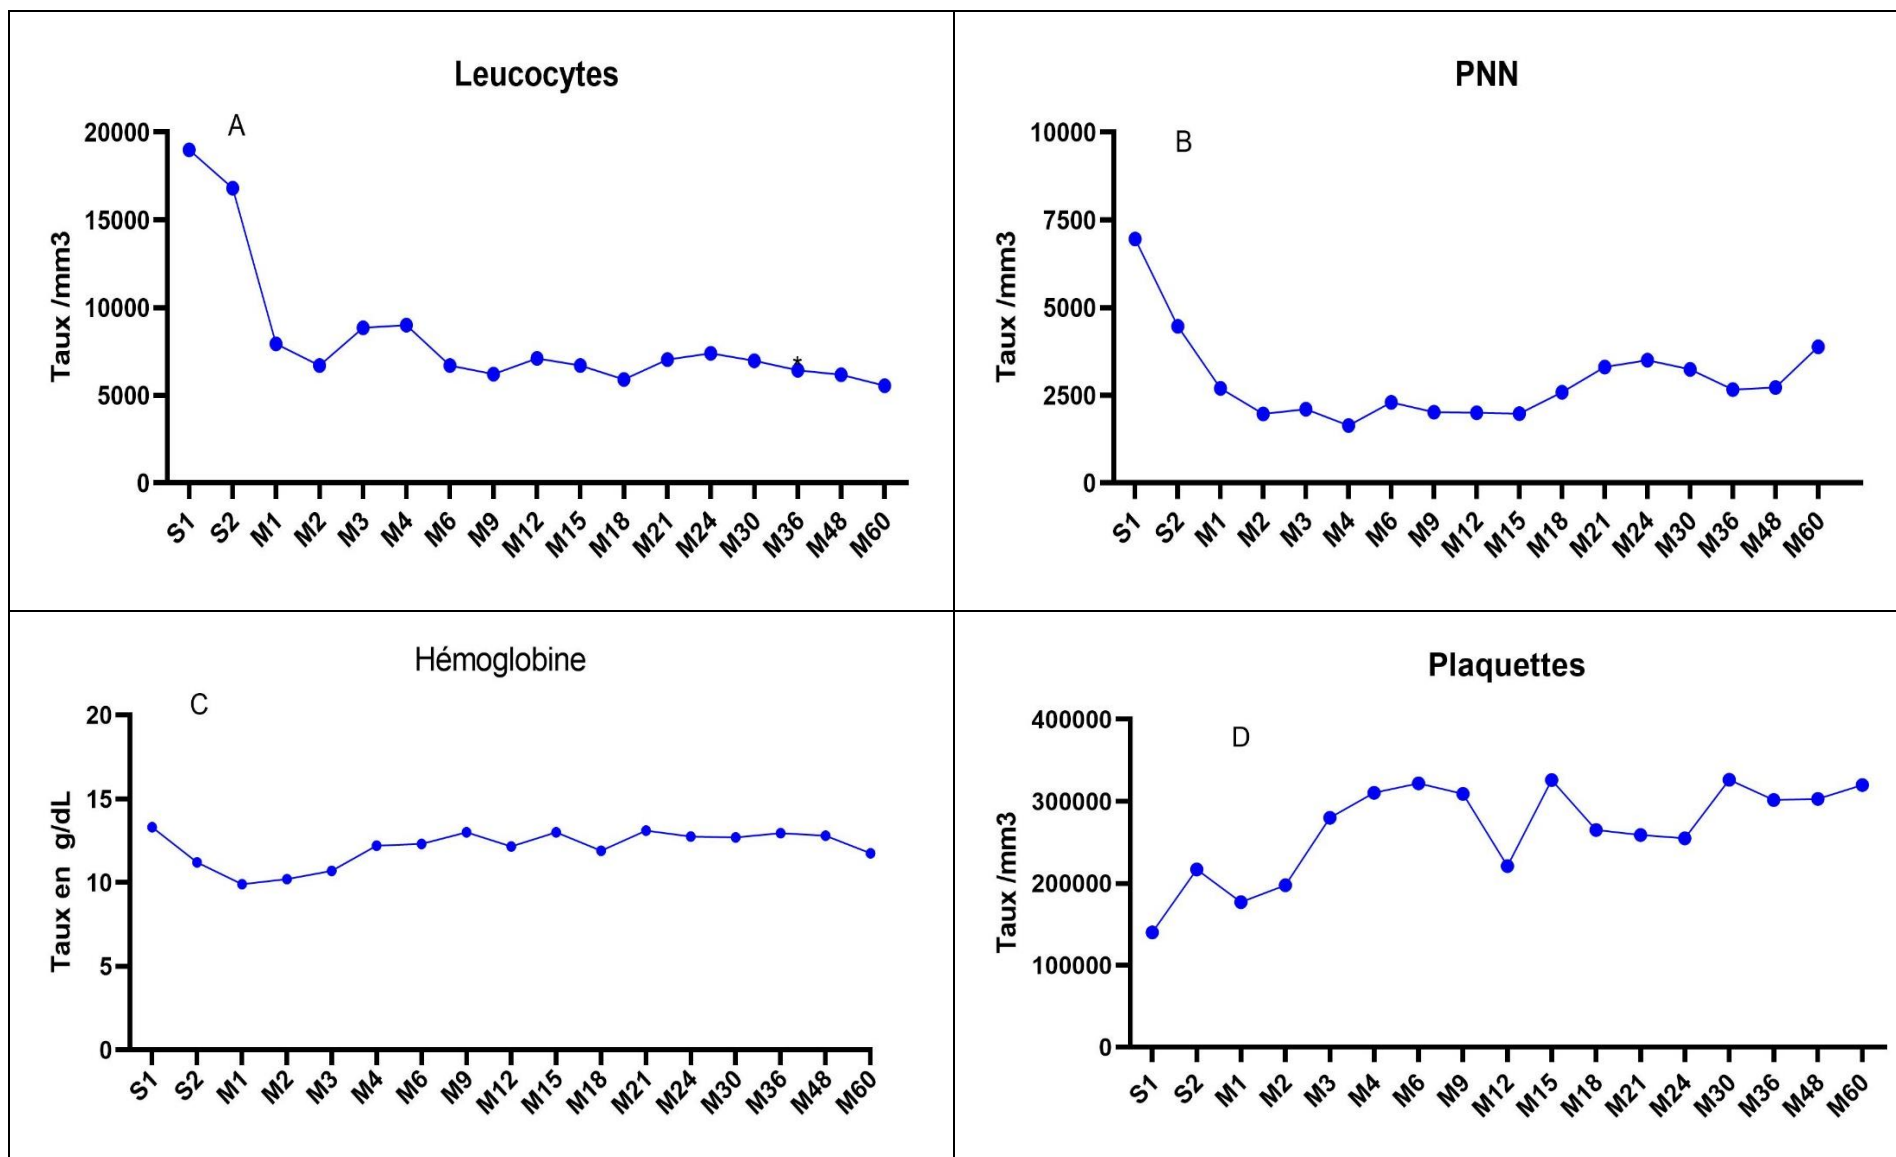 Leucocytes
A
Taux /mm3
20000
15000
10000
5000
0
*
S1 S2 M1 M2 M3 M4 M6 M9 M12 M15 M18 M21 M24 M30 M36 M48 M60
PNN
B
Taux /mm3
10000
7500
5000
2500
0
S1 S2 M1 M2 M3 M4 M6 M9 M12 M15 M18 M21 M24 M30 M36 M48 M60
Hémoglobine
C
Taux en g/dL
20
15
10
5
0
S1 S2 M1 M2 M3 M4 M6 M9 M12 M15 M18 M21 M24 M30 M36 M48 M60
Plaquettes
D
Taux /mm3
400000
300000
200000
100000
0
S1 S2 M1 M2 M3 M4 M6 M9 M12 M15 M18 M21 M24 M30 M36 M48 M60